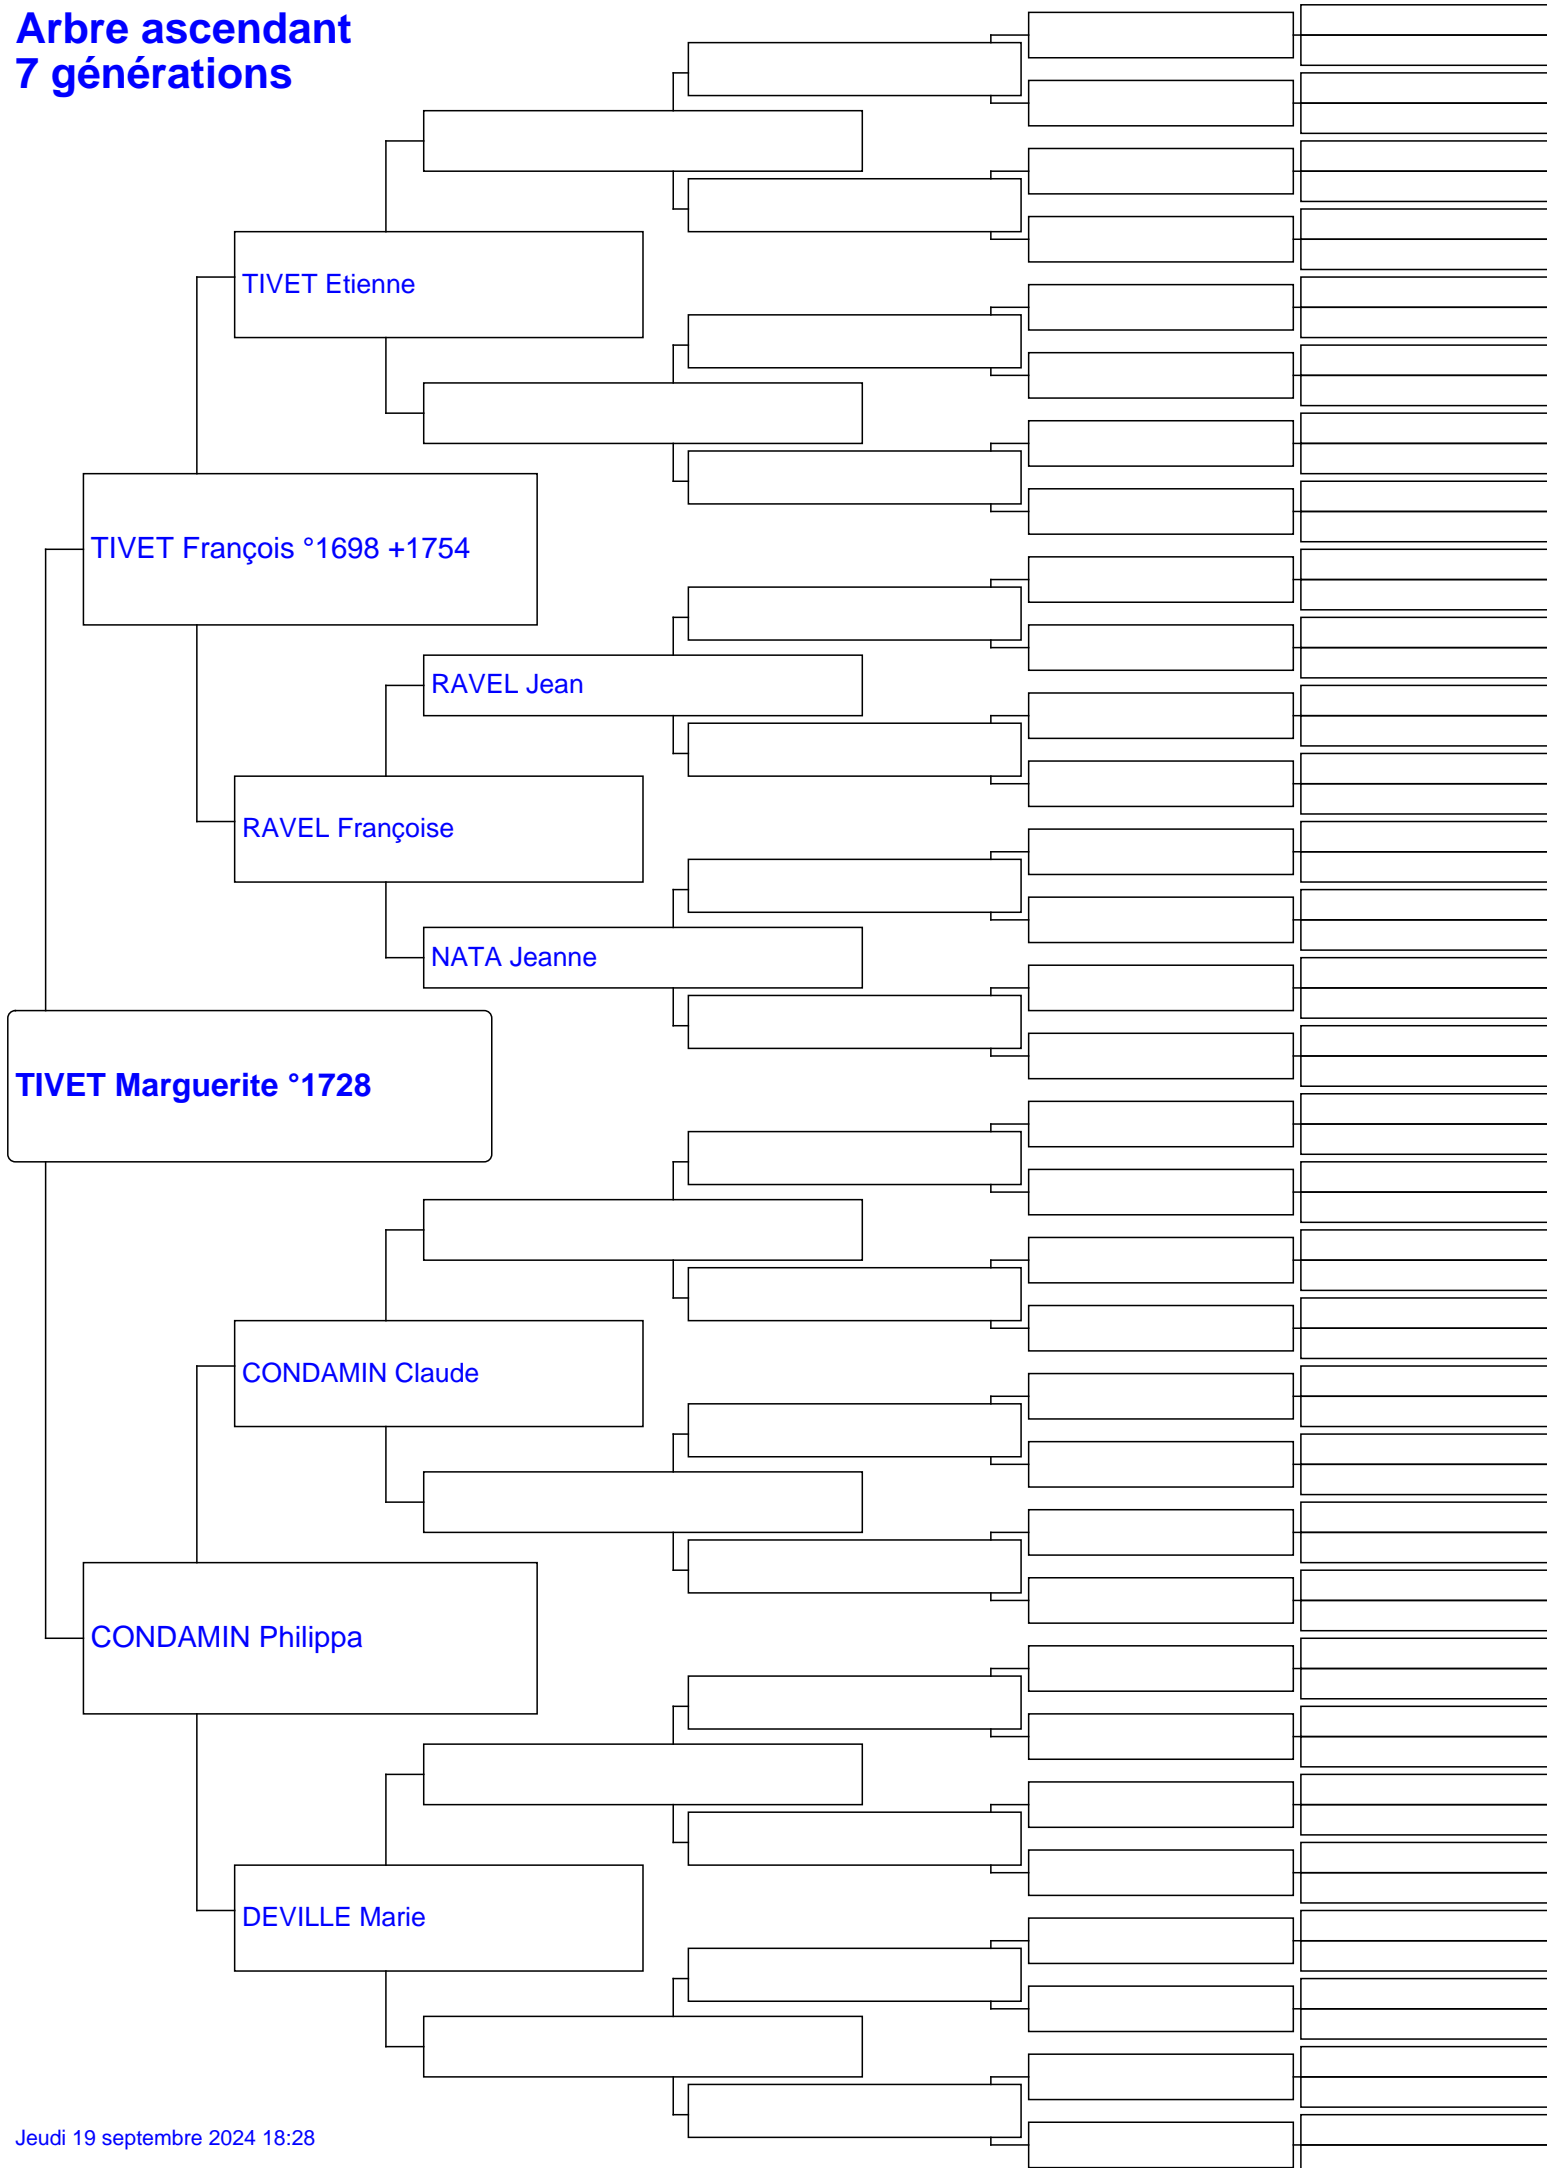 Arbre ascendant
7 générations
TIVET Etienne
TIVET François °1698 +1754
RAVEL Jean
RAVEL Françoise
NATA Jeanne
TIVET Marguerite °1728
CONDAMIN Claude
CONDAMIN Philippa
DEVILLE Marie
Jeudi 19 septembre 2024 18:28